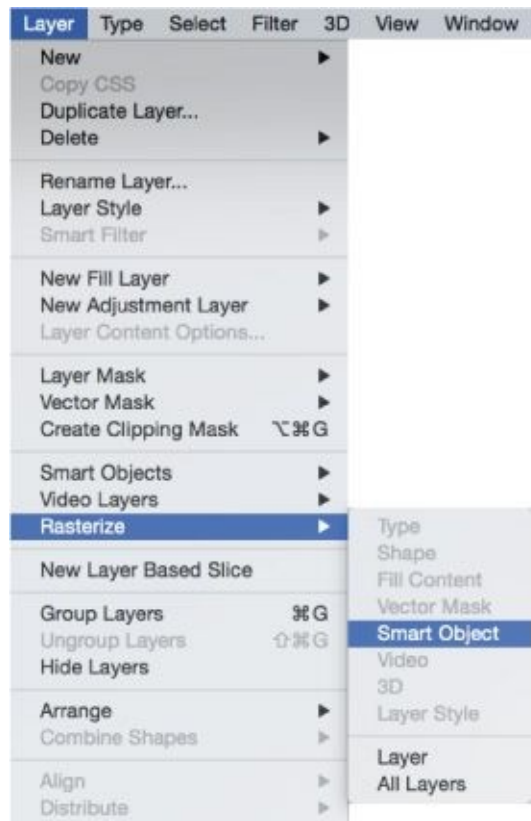 Layer Type Select Filter 3D View Window
New
Copy CSS
Duplicate Layer...
Delete
Rename Layer...
Layer Style
Smart Filter
New Fill Layer
New Adjustment Layer
Layer Content Options...
Layer Mask
Vector Mask
Create Clipping Mask ⌥⌘G
Smart Objects
Video Layers
Rasterize
New Layer Based Slice
Group Layers ⌘G
Ungroup Layers ⇧⌘G
Hide Layers
Arrange
Combine Shapes
Align
Distribute
Type
Shape
Fill Content
Vector Mask
Smart Object
Video
3D
Layer Style
Layer
All Layers